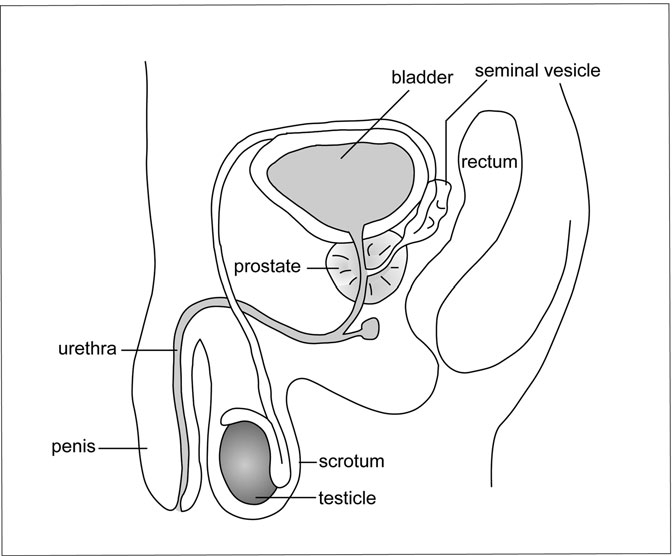 bladder
seminal vesicle
rectum
prostate
urethra
penis
scrotum
testicle